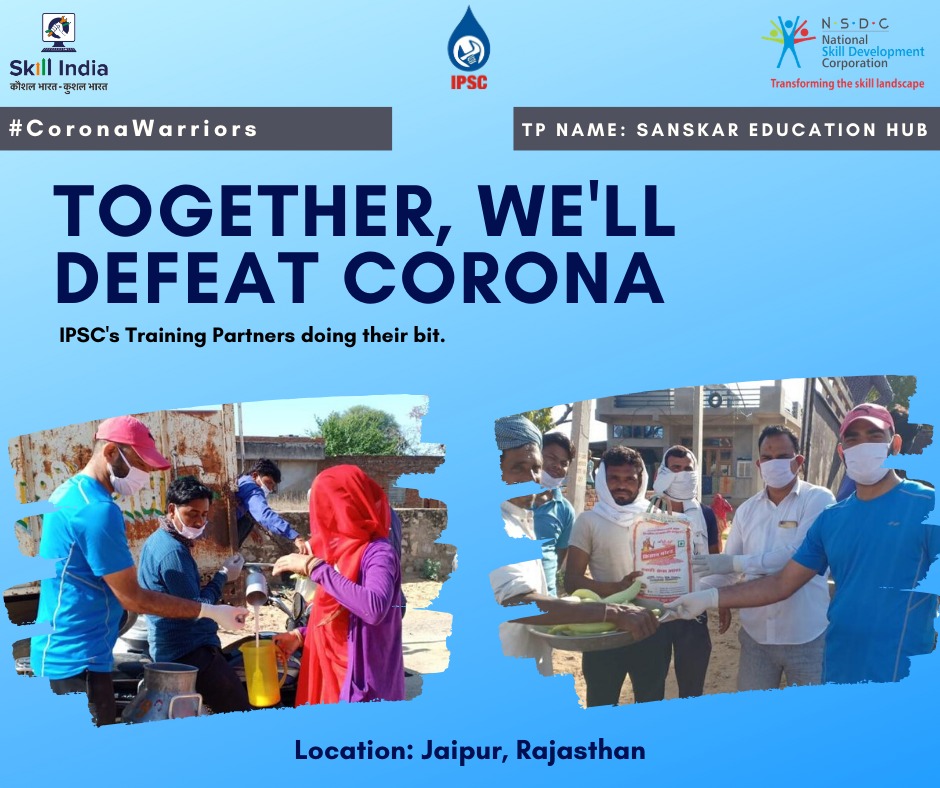 Skill India
कौशल भारत - कुशल भारत
IPSC
N·S·D·C
National
Skill Development
Corporation
Transforming the skill landscape
#CoronaWarriors
TP NAME: SANSKAR EDUCATION HUB
TOGETHER, WE'LL
DEFEAT CORONA
IPSC's Training Partners doing their bit.
Location: Jaipur, Rajasthan